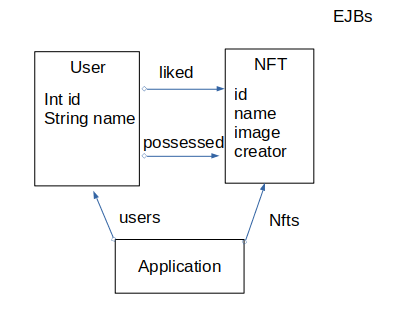 EJBs
User
Int id
String name
liked
possessed
NFT
id
name
image
creator
users
Nfts
Application